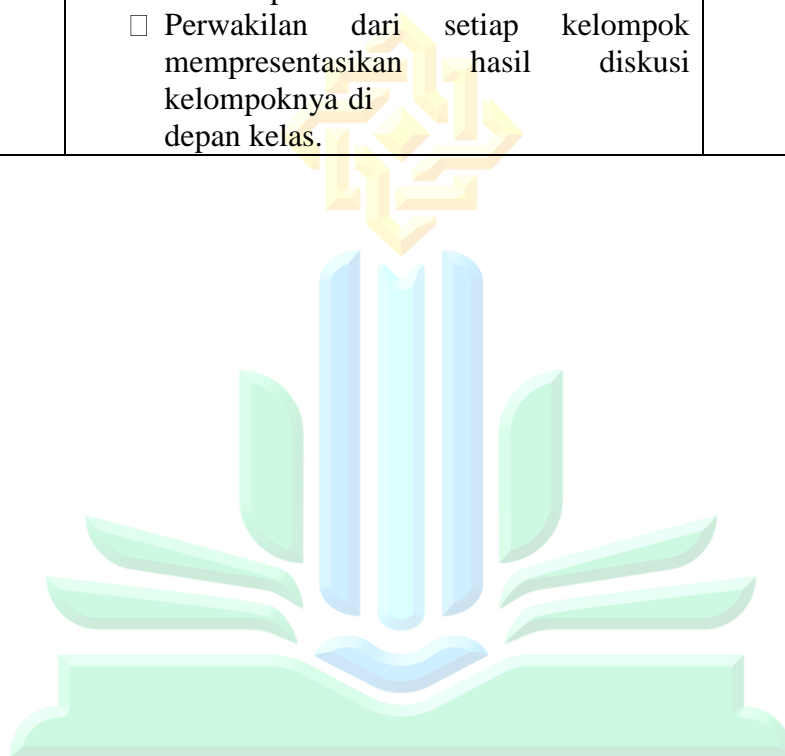 □ Perwakilan dari setiap kelompok
mempresentasikan hasil diskusi
kelompoknya di
depan kelas.